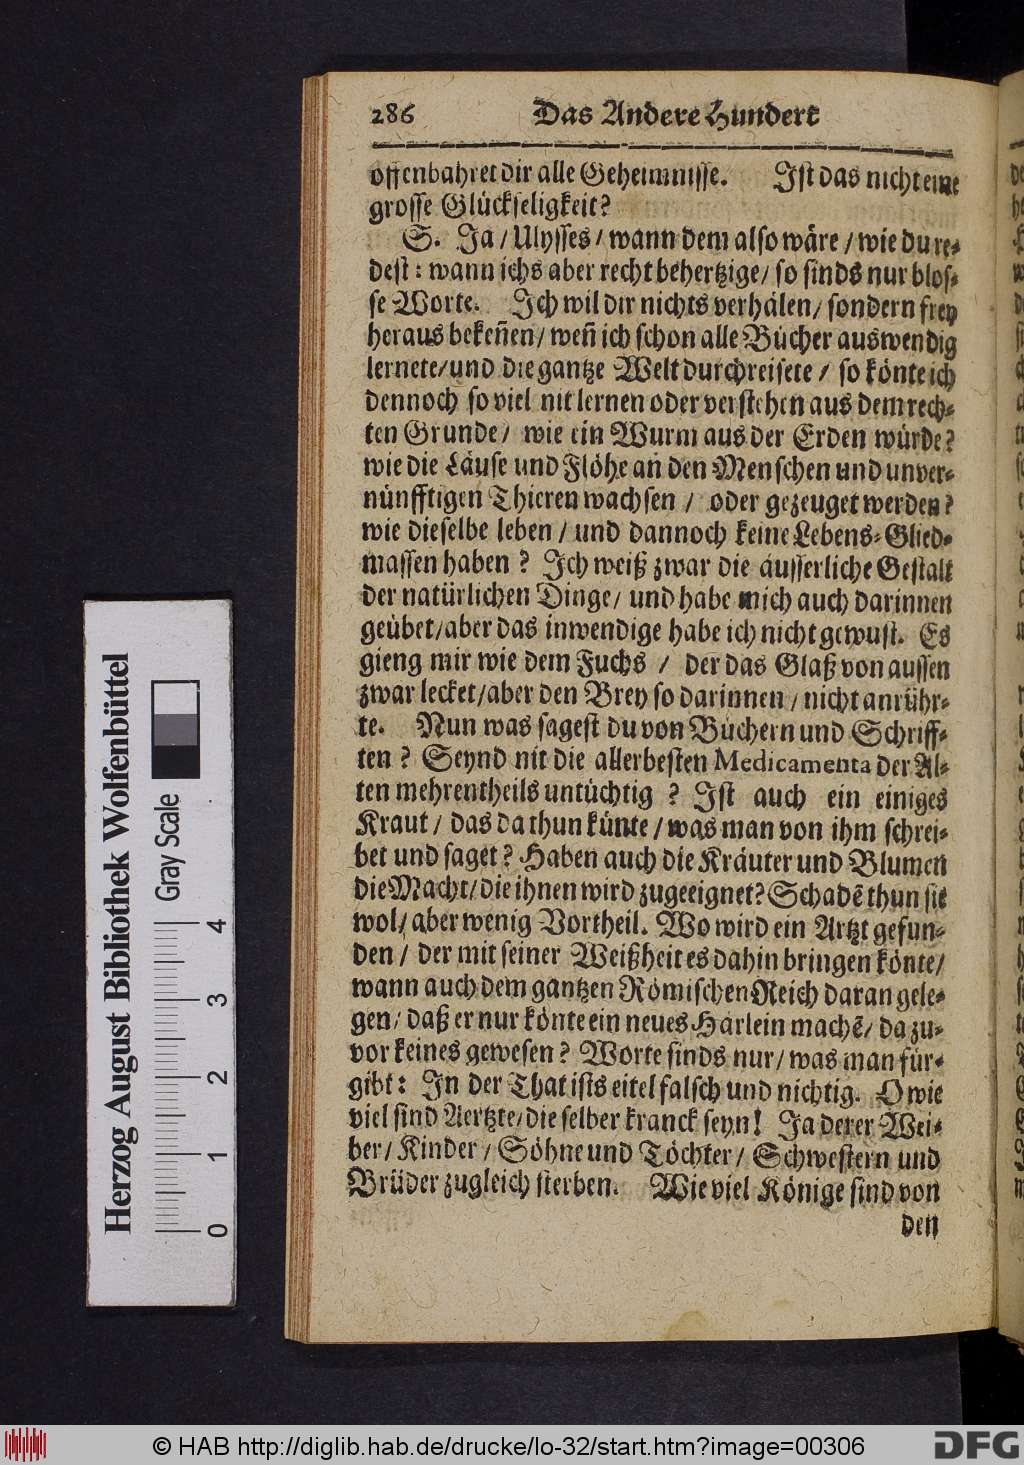 286 Das Andere Hundert
offenbahret dir alle Geheimnisse. Ist das nicht eine
grosse Glückseligkeit?
S. Ja / Ulysses / wann dem also wäre / wie du re-
dest: wann ichs aber recht behertzige / so sinds nur blos-
se Worte. Ich wil dir nichts verhälen / sondern frey
heraus bekeñen / weñ ich schon alle Bücher auswendig
lernete / und die gantze Welt durchreisete / so könte ich
dennoch so viel nit lernen oder verstehen aus dem rech-
ten Grunde / wie ein Wurm aus der Erden würde?
wie die Läuse und Flöhe an den Menschen und unver-
nünfftigen Thieren wachsen / oder gezeuget werden?
wie dieselbe leben / und dannoch keine Lebens-Glied-
massen haben? Ich weiß zwar die äusserliche Gestalt
der natürlichen Dinge / und habe mich auch darinnen
geübet / aber das inwendige habe ich nicht gewust. Es
gieng mir wie dem Fuchs / der das Glaß von aussen
zwar lecket / aber den Brey so darinnen / nicht anrühr-
te. Nun was sagest du von Büchern und Schriff-
ten? Seynd nit die allerbesten Medicamenta der Al-
ten mehrentheils untüchtig? Ist auch ein einiges
Kraut / das da thun künte / was man von ihm schrei-
bet und saget? Haben auch die Kräuter und Blumen
die Macht / die ihnen wird zugeeignet? Schadē thun sie
wol / aber wenig Vortheil. Wo wird ein Artzt gefun-
den / der mit seiner Weißheit es dahin bringen könte /
wann auch dem gantzen Römischen Reich daran gele-
gen / daß er nur könte ein neues Härlein machē / da zu-
vor keines gewesen? Worte sinds nur / was man für-
gibt: In der That ists eitel falsch und nichtig. O wie
viel sind Aertzte / die selber kranck seyn! Ja derer Wei-
ber / Kinder / Söhne und Töchter / Schwestern und
Brüder zugleich sterben. Wie viel Könige sind von
den
Herzog August Bibliothek Wolfenbüttel
Gray Scale
0 1 2 3 4
© HAB http://diglib.hab.de/drucke/lo-32/start.htm?image=00306
DFG